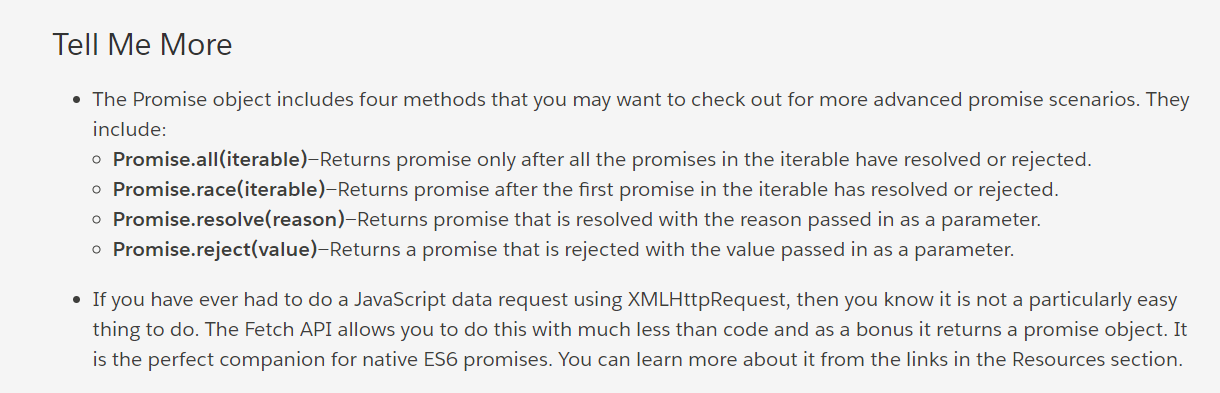 Tell Me More
• The Promise object includes four methods that you may want to check out for more advanced promise scenarios. They
include:
◦ Promise.all(iterable)—Returns promise only after all the promises in the iterable have resolved or rejected.
◦ Promise.race(iterable)—Returns promise after the first promise in the iterable has resolved or rejected.
◦ Promise.resolve(reason)—Returns promise that is resolved with the reason passed in as a parameter.
◦ Promise.reject(value)—Returns a promise that is rejected with the value passed in as a parameter.
• If you have ever had to do a JavaScript data request using XMLHttpRequest, then you know it is not a particularly easy
thing to do. The Fetch API allows you to do this with much less than code and as a bonus it returns a promise object. It
is the perfect companion for native ES6 promises. You can learn more about it from the links in the Resources section.